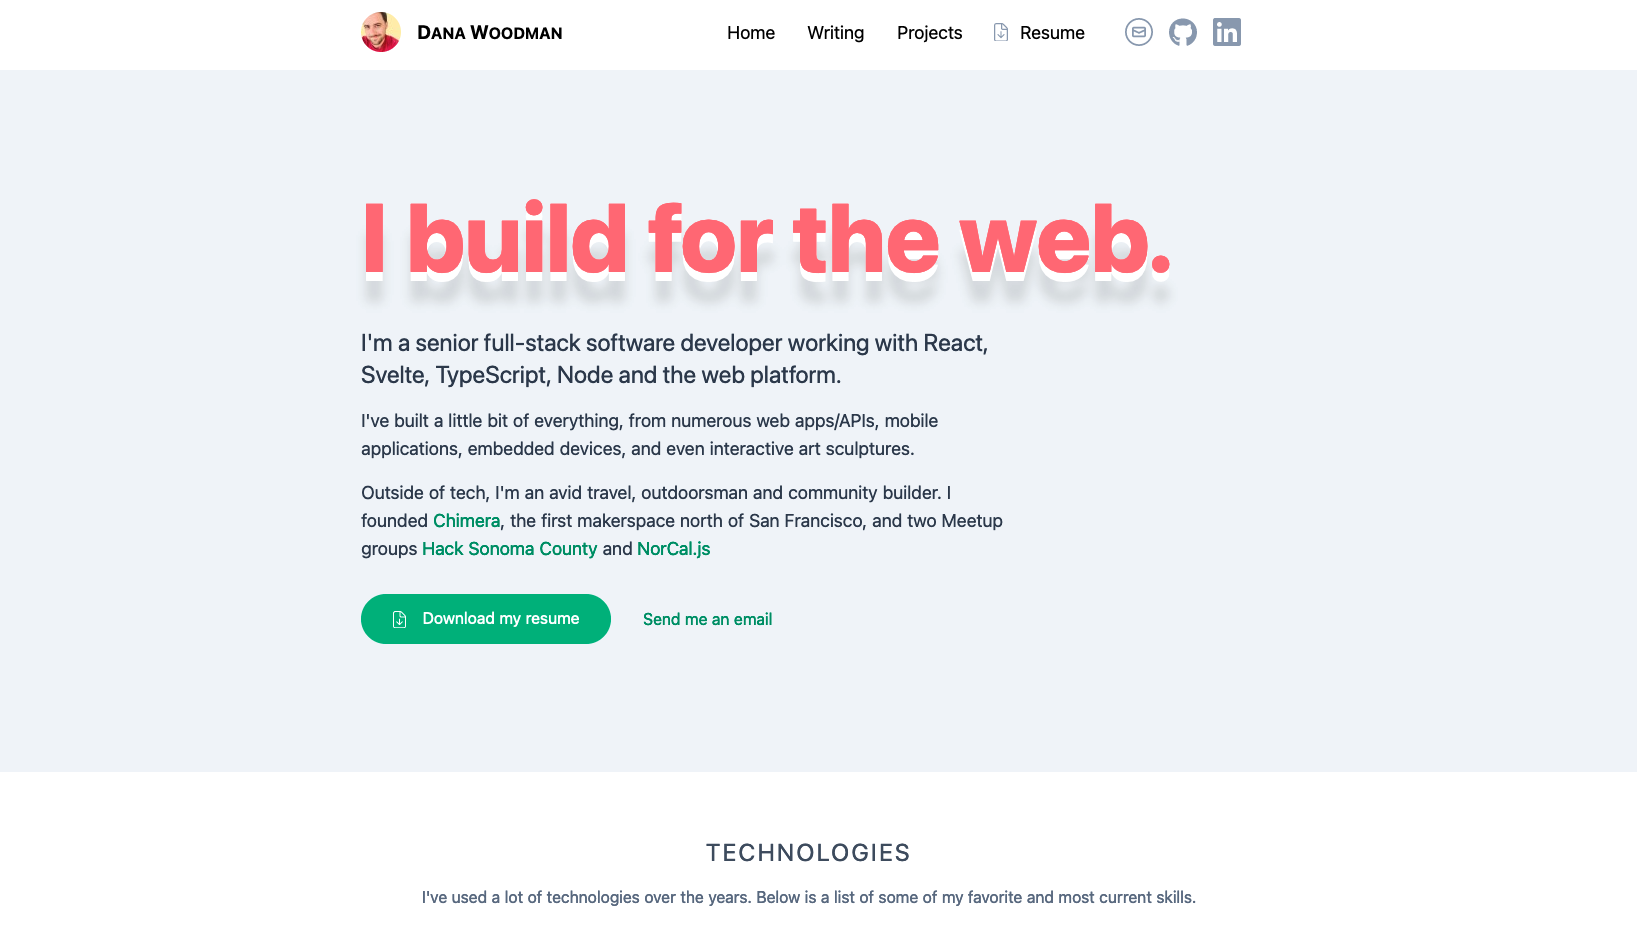 DANA WOODMAN
Home
Writing
Projects
Resume
in
I build for the web.
I'm a senior full-stack software developer working with React,
Svelte, TypeScript, Node and the web platform.
I've built a little bit of everything, from numerous web apps/APIs, mobile
applications, embedded devices, and even interactive art sculptures.
Outside of tech, I'm an avid travel, outdoorsman and community builder. I
founded Chimera, the first makerspace north of San Francisco, and two Meetup
groups Hack Sonoma County and NorCal.js
Download my resume
Send me an email
TECHNOLOGIES
I've used a lot of technologies over the years. Below is a list of some of my favorite and most current skills.